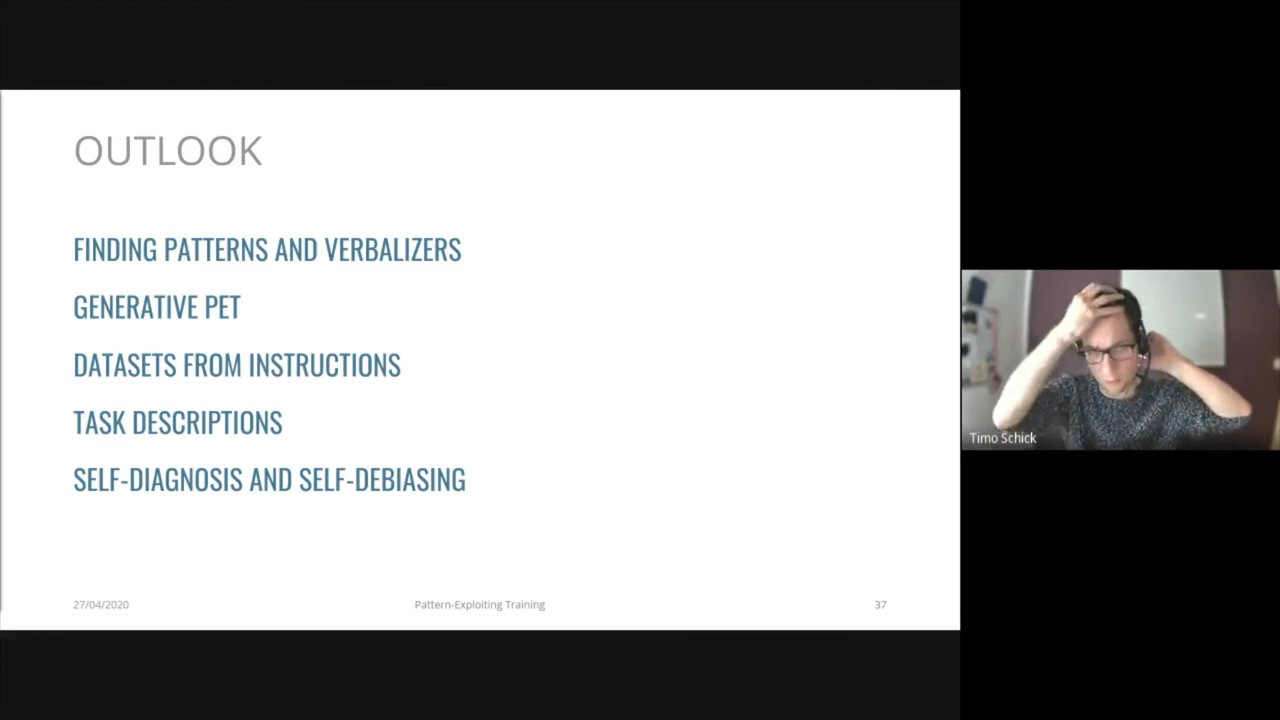 OUTLOOK
FINDING PATTERNS AND VERBALIZERS
GENERATIVE PET
DATASETS FROM INSTRUCTIONS
TASK DESCRIPTIONS
SELF-DIAGNOSIS AND SELF-DEBIASING
27/04/2020
Pattern-Exploiting Training
37
Timo Schick